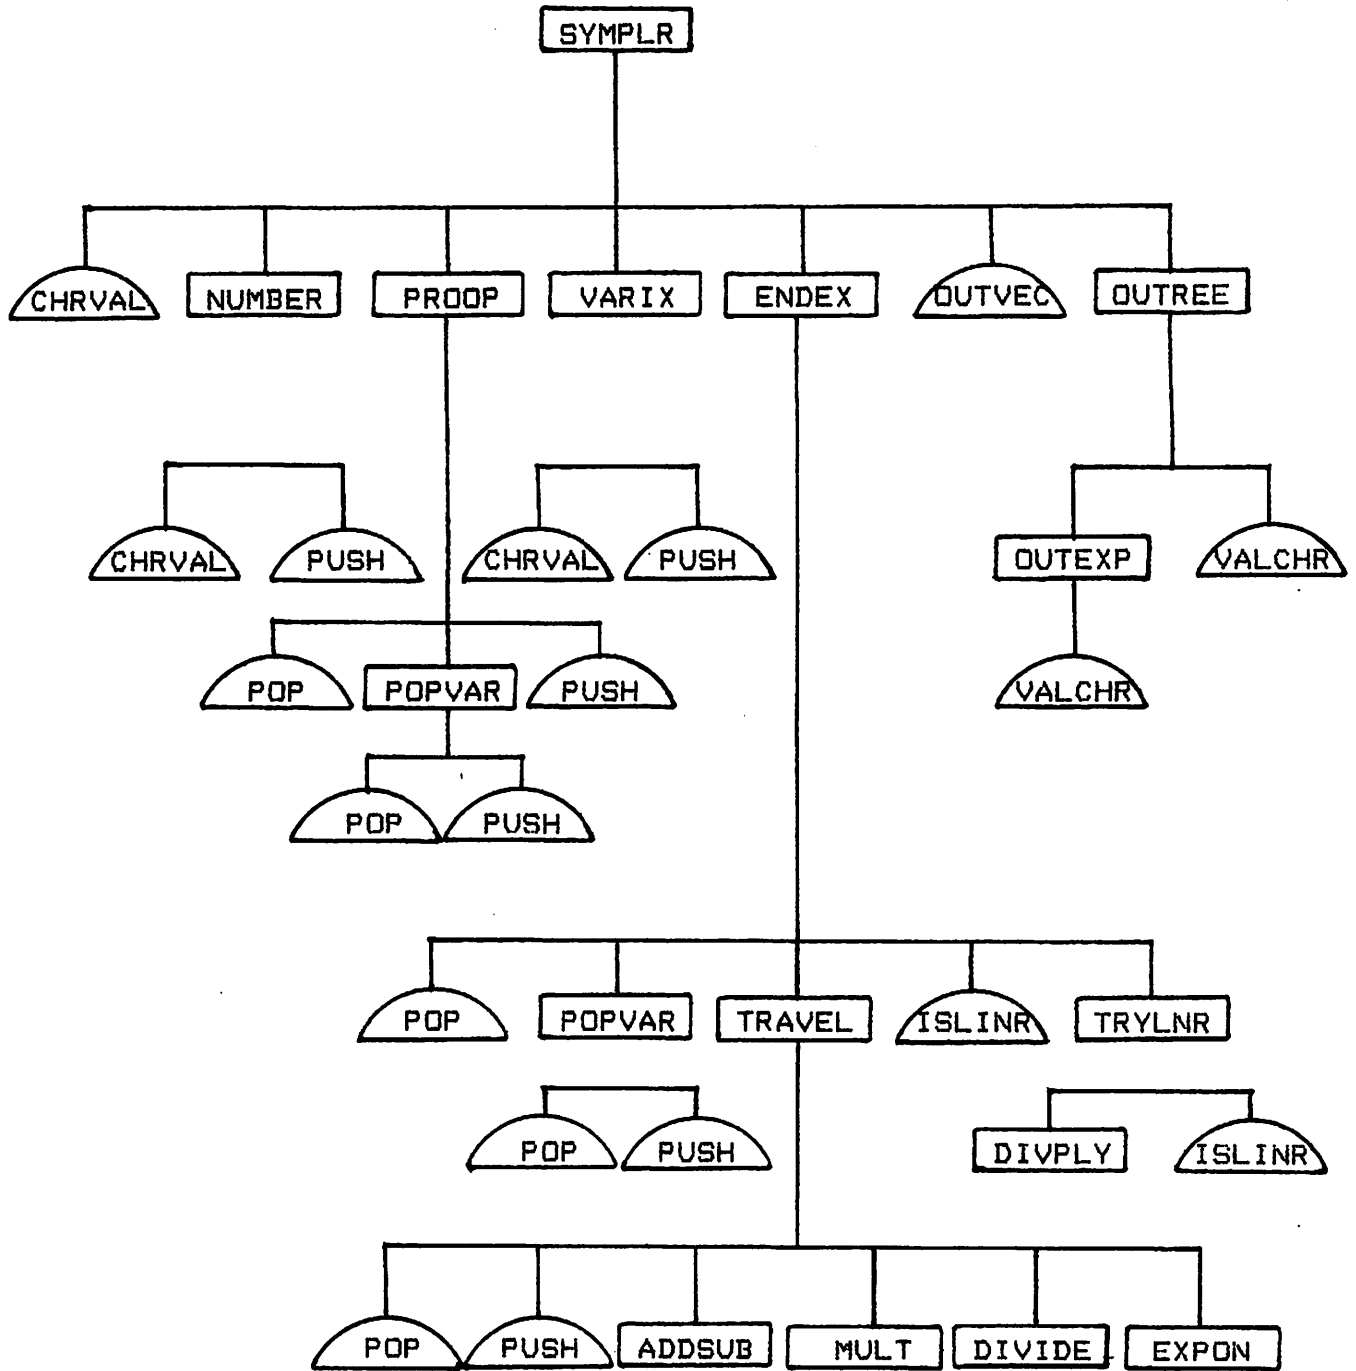 SYMPLR
CHRVAL NUMBER PROOP VARIX ENDEX OUTVEC OUTREE
CHRVAL PUSH CHRVAL PUSH OUTEXP VALCHR
POP POPVAR PUSH VALCHR
POP PUSH
POP POPVAR TRAVEL ISLINR TRYLNR
POP PUSH DIVPLY ISLINR
POP PUSH ADDSUB MULT DIVIDE EXPON